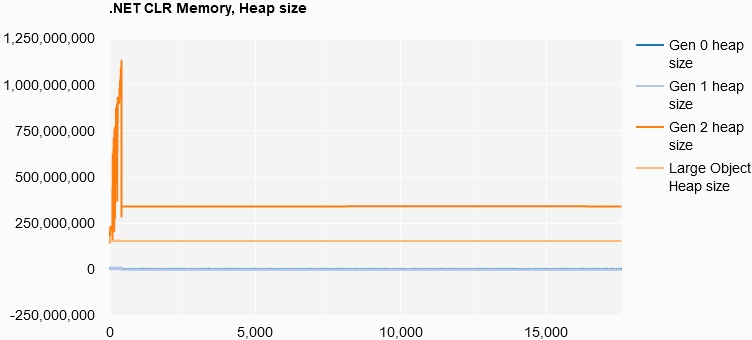 .NET CLR Memory, Heap size
1,250,000,000
1,000,000,000
750,000,000
500,000,000
250,000,000
0
-250,000,000
0
5,000
10,000
15,000
Gen 0 heap
size
Gen 1 heap
size
Gen 2 heap
size
Large Object
Heap size